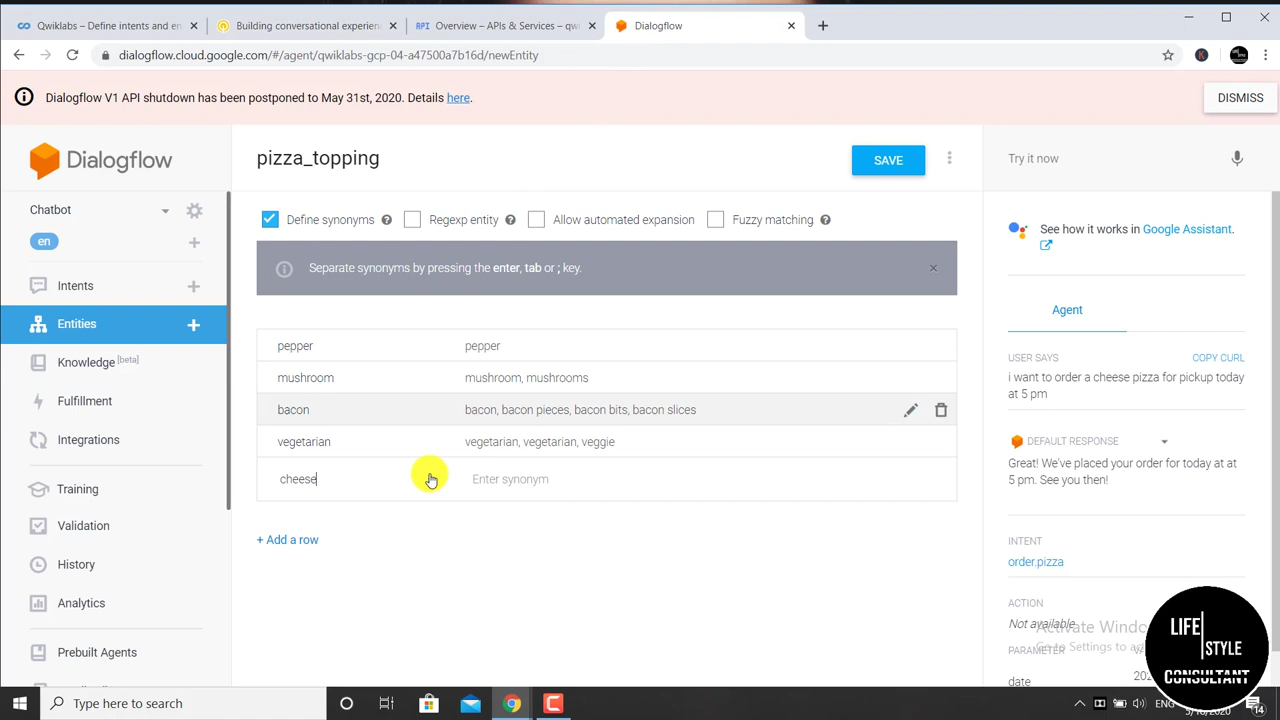 Qwiklabs – Define intents and en
Building conversational experien
API Overview – APIs & Services – qw
Dialogflow
dialogflow.cloud.google.com/#/agent/qwiklabs-gcp-04-a47500a7b16d/newEntity
K
Dialogflow V1 API shutdown has been postponed to May 31st, 2020. Details here.
DISMISS
Dialogflow
pizza_topping
SAVE
Try it now
Chatbot
en
Define synonyms
Regexp entity
Allow automated expansion
Fuzzy matching
Separate synonyms by pressing the enter, tab or ; key.
See how it works in Google Assistant.
Intents
Entities
Knowledge [beta]
Fulfillment
Integrations
Training
Validation
History
Analytics
Prebuilt Agents
pepper pepper
mushroom mushroom, mushrooms
bacon bacon, bacon pieces, bacon bits, bacon slices
vegetarian vegetarian, vegetarian, veggie
cheese Enter synonym
+ Add a row
Agent
USER SAYS COPY CURL
i want to order a cheese pizza for pickup today
at 5 pm
DEFAULT RESPONSE
Great! We've placed your order for today at at
5 pm. See you then!
INTENT
order.pizza
ACTION
Not available
Activate Windo
Go to Settings to a
PARAMETER
date 202
LIFE
STYLE
CONSULTANT
Type here to search
ENG
14